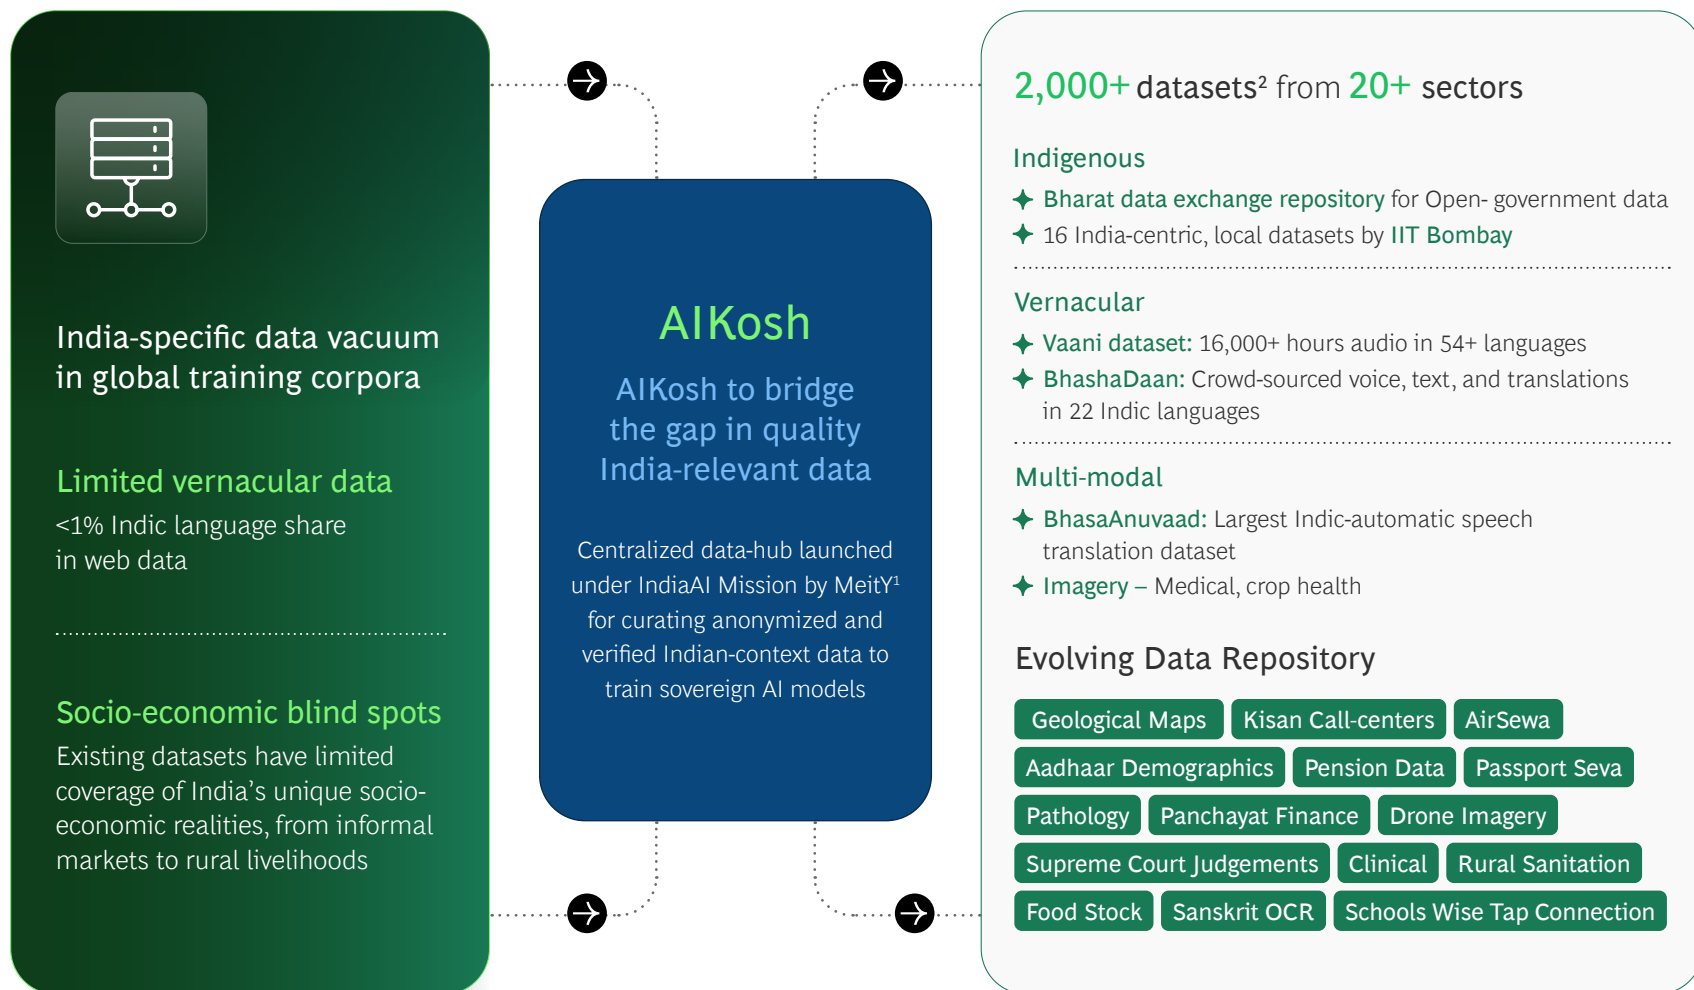 India-specific data vacuum
in global training corpora
Limited vernacular data
<1% Indic language share
in web data
Socio-economic blind spots
Existing datasets have limited
coverage of India's unique socio-
economic realities, from informal
markets to rural livelihoods
AIKosh
AIKosh to bridge
the gap in quality
India-relevant data
Centralized data-hub launched
under IndiaAI Mission by MeitY¹
for curating anonymized and
verified Indian-context data to
train sovereign AI models
2,000+ datasets² from 20+ sectors
Indigenous
Bharat data exchange repository for Open- government data
16 India-centric, local datasets by IIT Bombay
Vernacular
Vaani dataset: 16,000+ hours audio in 54+ languages
BhashaDaan: Crowd-sourced voice, text, and translations
in 22 Indic languages
Multi-modal
BhasaAnuvaad: Largest Indic-automatic speech
translation dataset
Imagery – Medical, crop health
Evolving Data Repository
Geological Maps Kisan Call-centers AirSewa
Aadhaar Demographics Pension Data Passport Seva
Pathology Panchayat Finance Drone Imagery
Supreme Court Judgements Clinical Rural Sanitation
Food Stock Sanskrit OCR Schools Wise Tap Connection